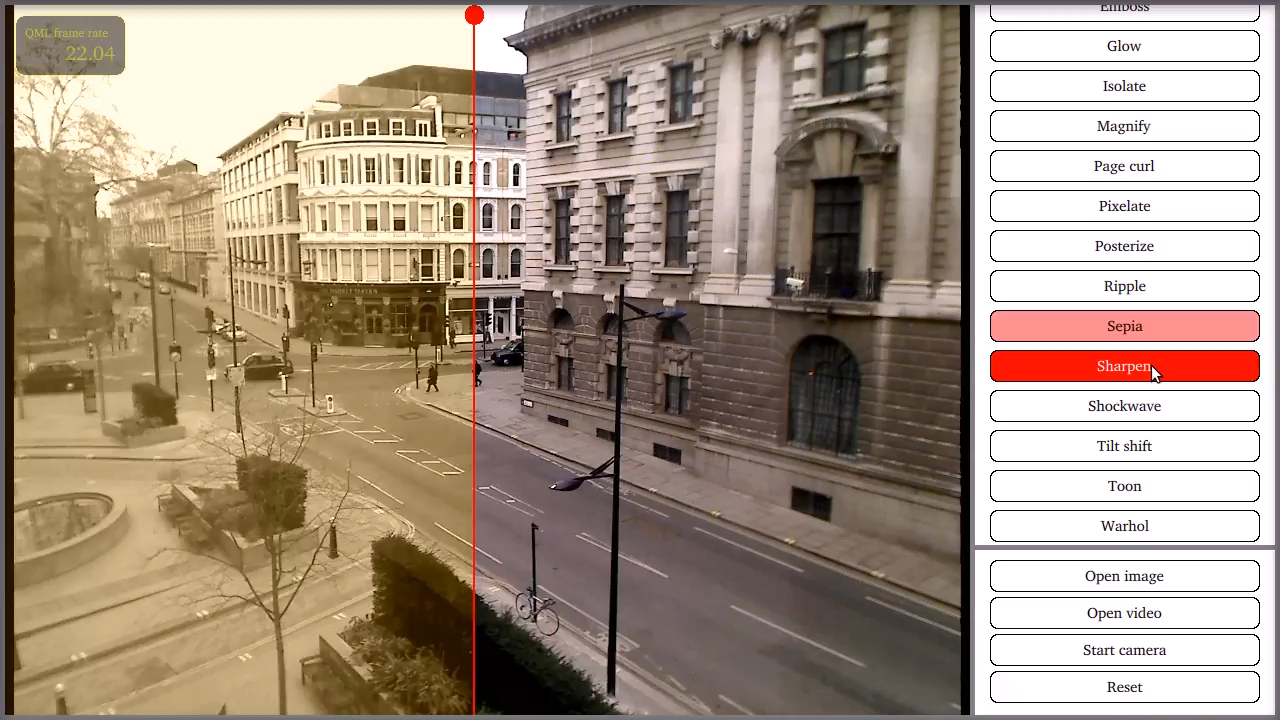 QML frame rate
22.04
Emboss
Glow
Isolate
Magnify
Page curl
Pixelate
Posterize
Ripple
Sepia
Sharpen
Shockwave
Tilt shift
Toon
Warhol
Open image
Open video
Start camera
Reset